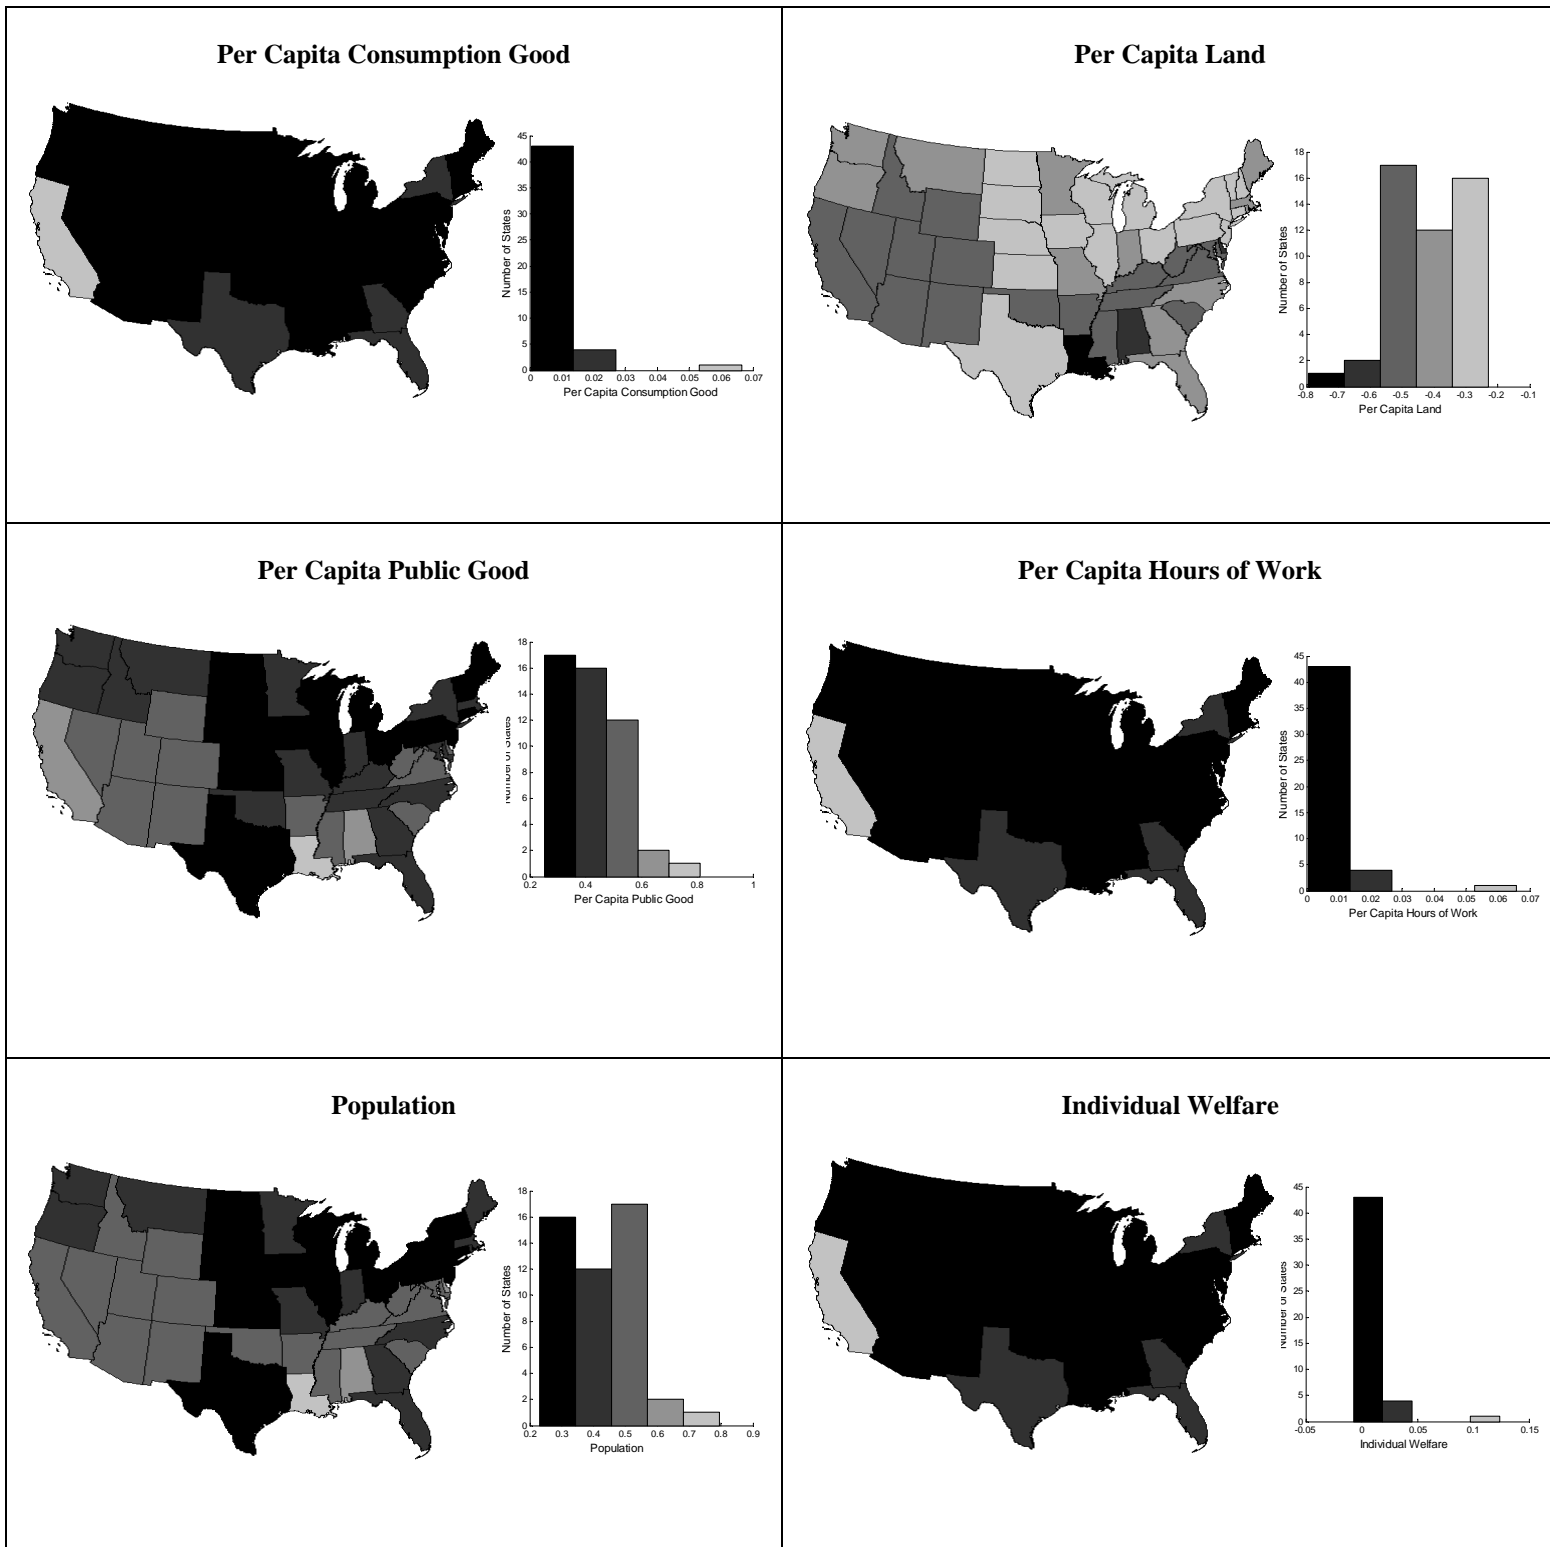 Per Capita Consumption Good
45
40
35
30
25
20
15
10
5
0
Number of States
0 0.01 0.02 0.03 0.04 0.05 0.06 0.07
Per Capita Consumption Good
Per Capita Land
18
16
14
12
10
8
6
4
2
0
Number of States
-0.8 -0.7 -0.6 -0.5 -0.4 -0.3 -0.2 -0.1
Per Capita Land
Per Capita Public Good
18
16
14
12
10
8
6
4
2
0
Number of States
0.2 0.4 0.6 0.8 1
Per Capita Public Good
Per Capita Hours of Work
45
40
35
30
25
20
15
10
5
0
Number of States
0 0.01 0.02 0.03 0.04 0.05 0.06 0.07
Per Capita Hours of Work
Population
18
16
14
12
10
8
6
4
2
0
Number of States
0.2 0.3 0.4 0.5 0.6 0.7 0.8 0.9
Population
Individual Welfare
45
40
35
30
25
20
15
10
5
0
Number of States
-0.05 0 0.05 0.1 0.15
Individual Welfare